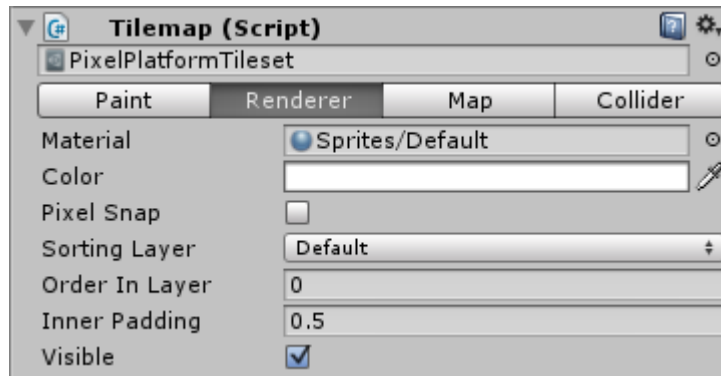 Tilemap (Script)
PixelPlatformTileset
Paint Renderer Map Collider
Material Sprites/Default
Color
Pixel Snap
Sorting Layer Default
Order In Layer 0
Inner Padding 0.5
Visible